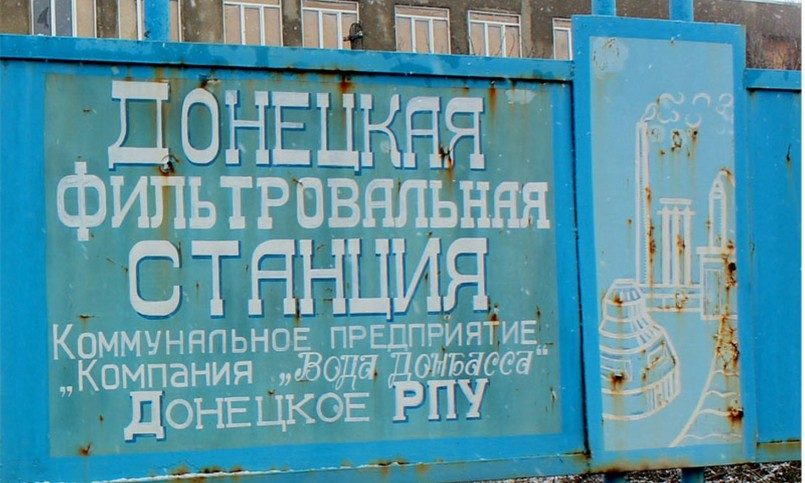 ДОНЕЦКАЯ
ФИЛЬТРОВАЛЬНАЯ
СТАНЦИЯ
КОММУНАЛЬНОЕ ПРЕДПРИЯТИЕ
„КОМПАНИЯ „Вода Донбасса“
ДОНЕЦКОЕ РПУ